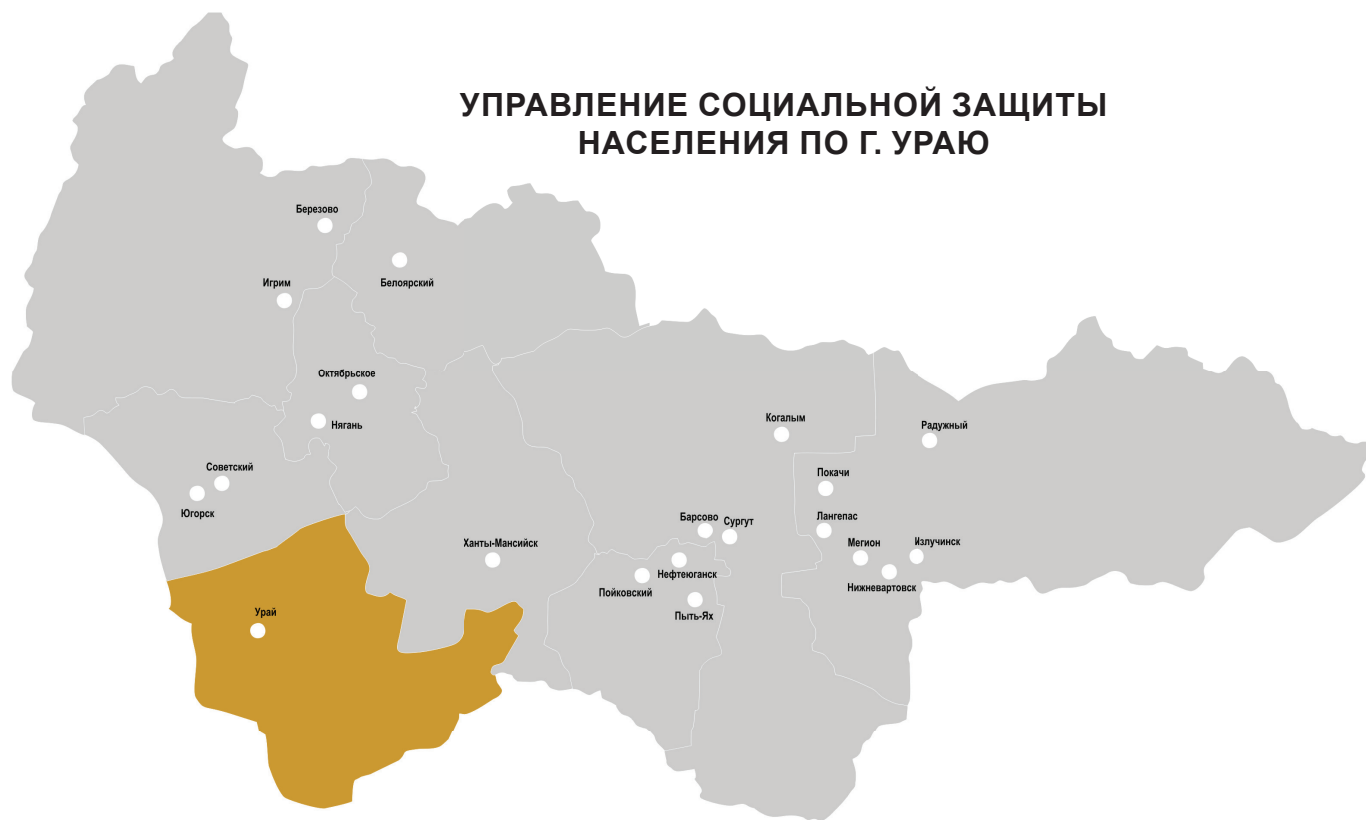 УПРАВЛЕНИЕ СОЦИАЛЬНОЙ ЗАЩИТЫ
НАСЕЛЕНИЯ ПО Г. УРАЮ
Березово
Белоярский
Игрим
Октябрьское
Нягань
Когалым
Радужный
Советский
Покачи
Югорск
Лангепас
Барсово
Сургут
Ханты-Мансийск
Мегион
Излучинск
Нефтеюганск
Пойковский
Нижневартовск
Урай
Пыть-Ях